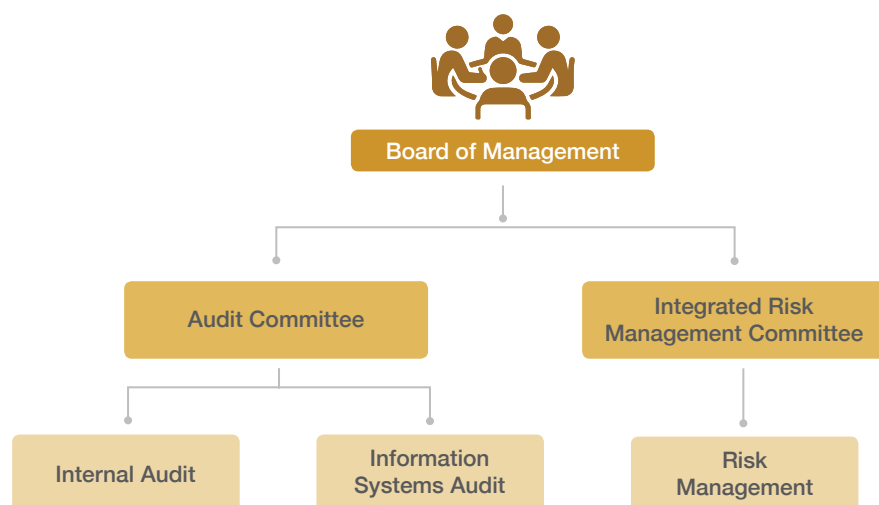 Board of Management
Audit Committee
Integrated Risk
Management Committee
Internal Audit
Information
Systems Audit
Risk
Management